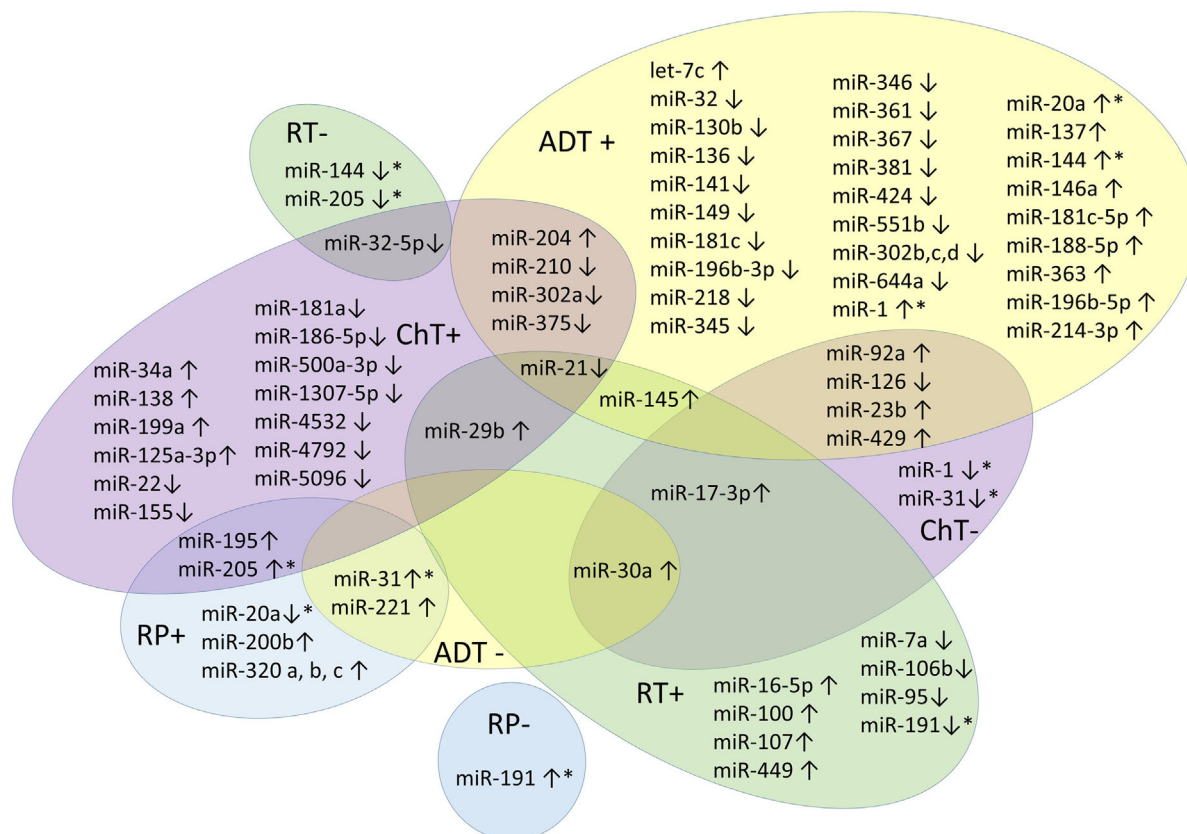 RT-
miR-144 ↓*
miR-205 ↓*
miR-32-5p↓
ADT +
let-7c ↑
miR-32 ↓
miR-130b ↓
miR-136 ↓
miR-141↓
miR-149 ↓
miR-181c ↓
miR-196b-3p ↓
miR-218 ↓
miR-345 ↓
miR-346 ↓
miR-361 ↓
miR-367 ↓
miR-381 ↓
miR-424 ↓
miR-551b ↓
miR-302b,c,d ↓
miR-644a ↓
miR-1 ↑*
miR-20a ↑*
miR-137↑
miR-144 ↑*
miR-146a ↑
miR-181c-5p ↑
miR-188-5p ↑
miR-363 ↑
miR-196b-5p ↑
miR-214-3p ↑
miR-204 ↑
miR-210 ↓
miR-302a↓
miR-375↓
ChT+
miR-34a ↑
miR-138 ↑
miR-199a ↑
miR-125a-3p↑
miR-22↓
miR-155↓
miR-181a↓
miR-186-5p↓
miR-500a-3p ↓
miR-1307-5p ↓
miR-4532 ↓
miR-4792 ↓
miR-5096 ↓
miR-21↓
miR-145↑
miR-29b ↑
miR-92a ↑
miR-126 ↓
miR-23b ↑
miR-429 ↑
miR-1 ↓*
miR-31↓*
ChT-
miR-17-3p↑
miR-30a ↑
miR-195↑
miR-205 ↑*
miR-31↑*
miR-221 ↑
RP+
miR-20a↓*
miR-200b↑
miR-320 a, b, c ↑
ADT -
RP-
miR-191 ↑*
RT+
miR-16-5p ↑
miR-100 ↑
miR-107↑
miR-449 ↑
miR-7a ↓
miR-106b↓
miR-95↓
miR-191↓*